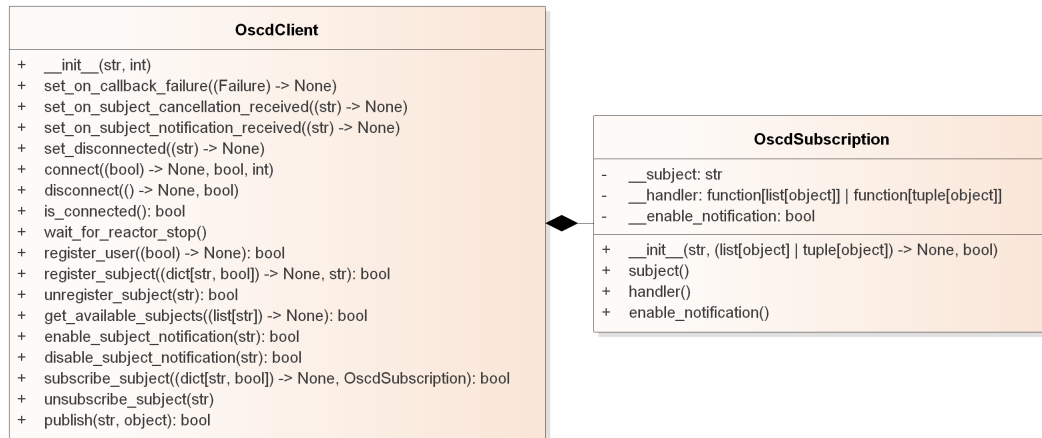 OscdClient
+ __init__(str, int)
+ set_on_callback_failure((Failure) -> None)
+ set_on_subject_cancellation_received((str) -> None)
+ set_on_subject_notification_received((str) -> None)
+ set_disconnected((str) -> None)
+ connect((bool) -> None, bool, int)
+ disconnect(() -> None, bool)
+ is_connected(): bool
+ wait_for_reactor_stop()
+ register_user((bool) -> None): bool
+ register_subject((dict[str, bool]) -> None, str): bool
+ unregister_subject(str): bool
+ get_available_subjects((list[str]) -> None): bool
+ enable_subject_notification(str): bool
+ disable_subject_notification(str): bool
+ subscribe_subject((dict[str, bool]) -> None, OscdSubscription): bool
+ unsubscribe_subject(str)
+ publish(str, object): bool
OscdSubscription
- __subject: str
- __handler: function[list[object]] | function[tuple[object]]
- __enable_notification: bool
+ __init__(str, (list[object] | tuple[object]) -> None, bool)
+ subject()
+ handler()
+ enable_notification()